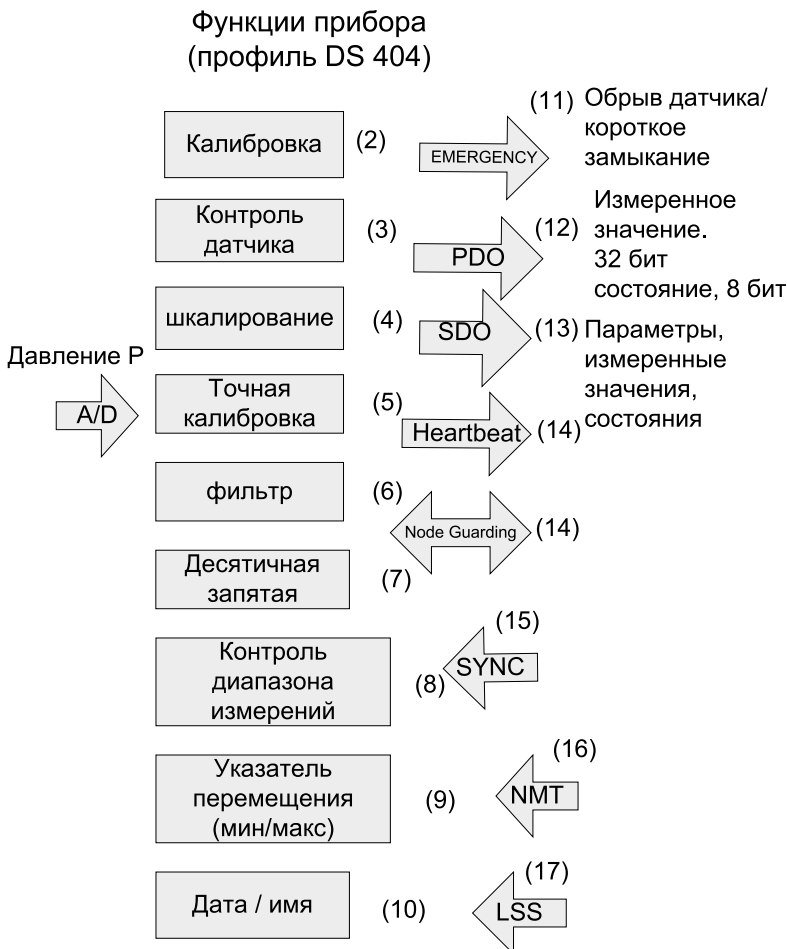 Функции прибора
(профиль DS 404)
Калибровка
(2)
EMERGENCY
(11)
Обрыв датчика/
короткое
замыкание
Контроль
датчика
(3)
PDO
(12)
Измеренное
значение.
32 бит
состояние, 8 бит
шкалирование
(4)
SDO
(13)
Параметры,
измеренные
значения,
состояния
Давление P
A/D
Точная
калибровка
(5)
Heartbeat
(14)
фильтр
(6)
Node Guarding
(14)
Десятичная
запятая
(7)
Контроль
диапазона
измерений
(8)
(15)
SYNC
Указатель
перемещения
(мин/макс)
(9)
(16)
NMT
Дата / имя
(10)
(17)
LSS